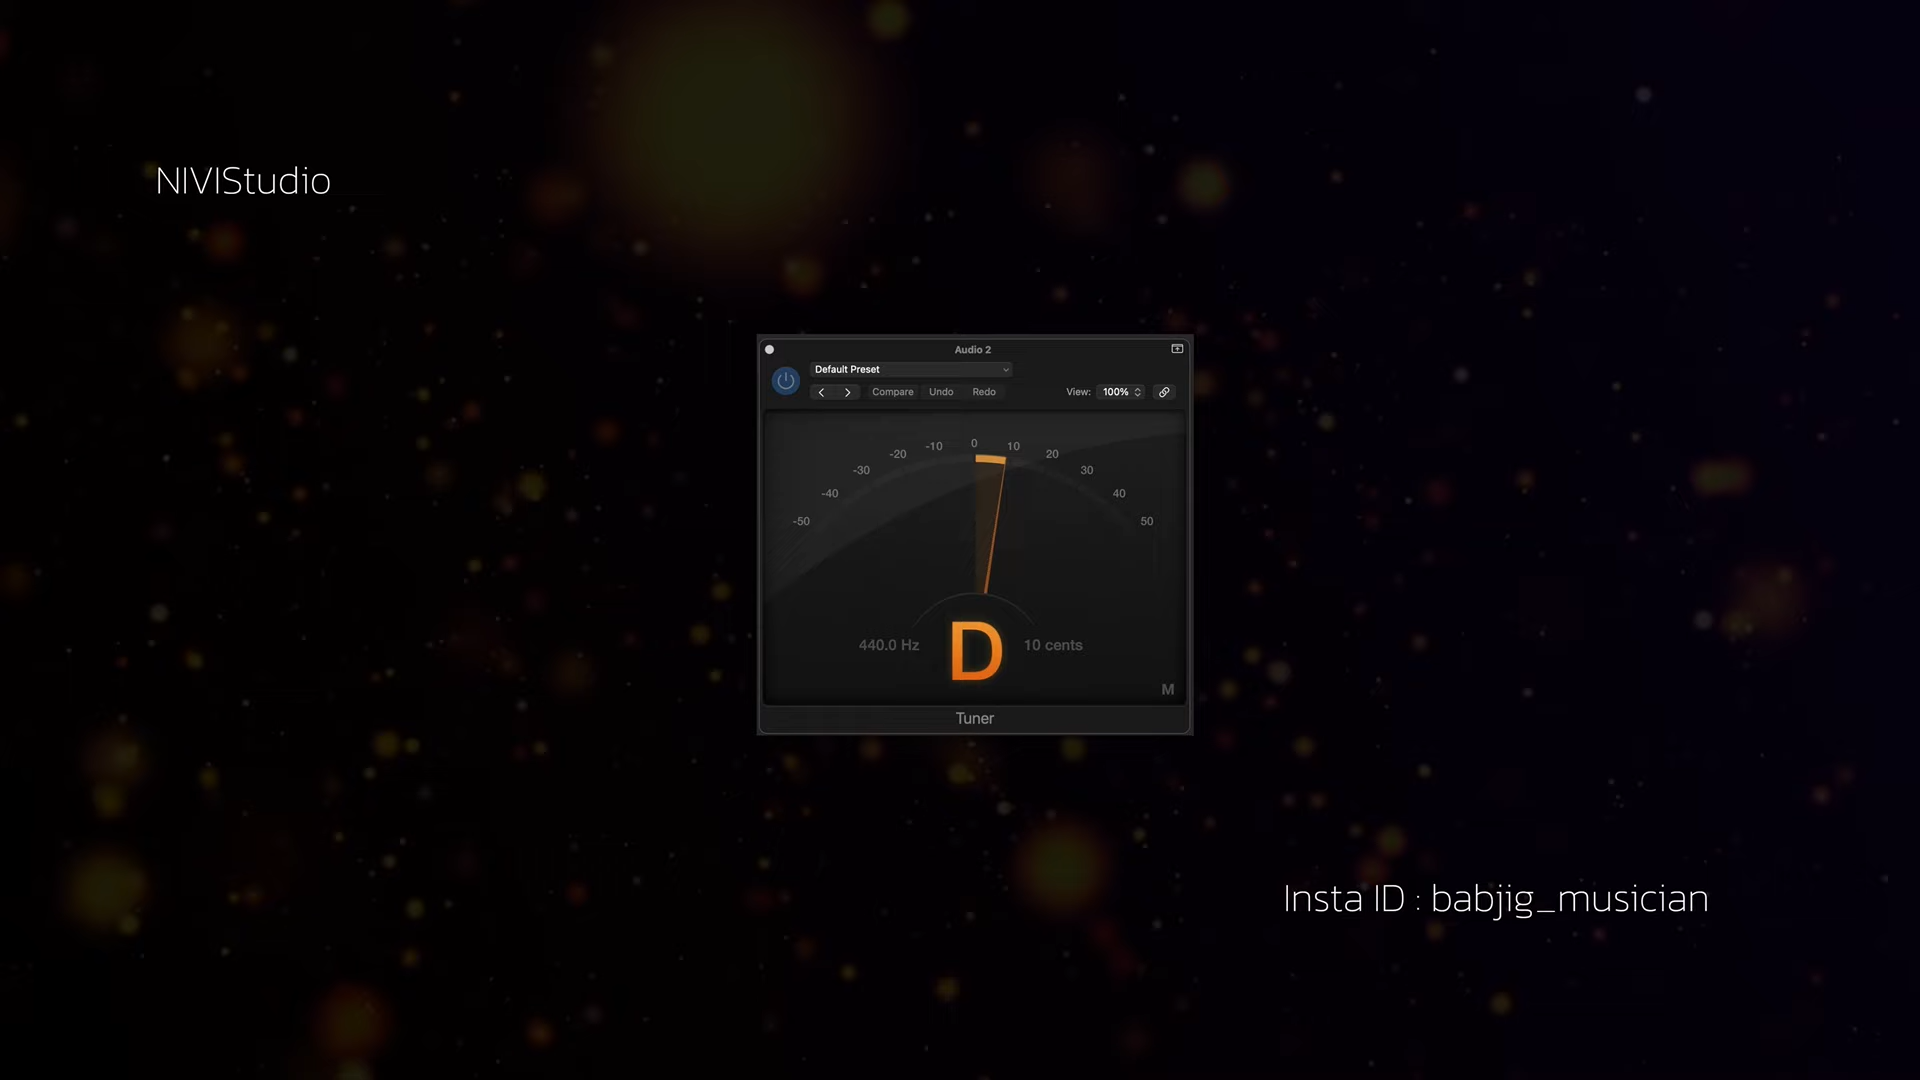 NIVIStudio
Audio 2
Default Preset
Compare Undo Redo View: 100%
-50 -40 -30 -20 -10 0 10 20 30 40 50
440.0 Hz D 10 cents
M
Tuner
Insta ID : babjig_musician